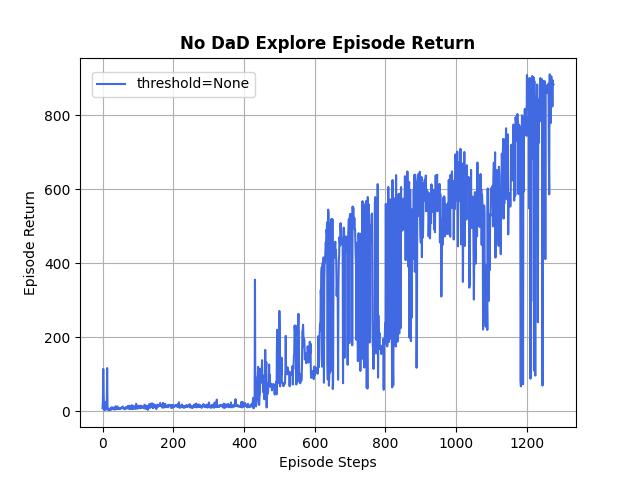 No DaD Explore Episode Return
threshold=None
Episode Return
800
600
400
200
0
0 200 400 600 800 1000 1200
Episode Steps